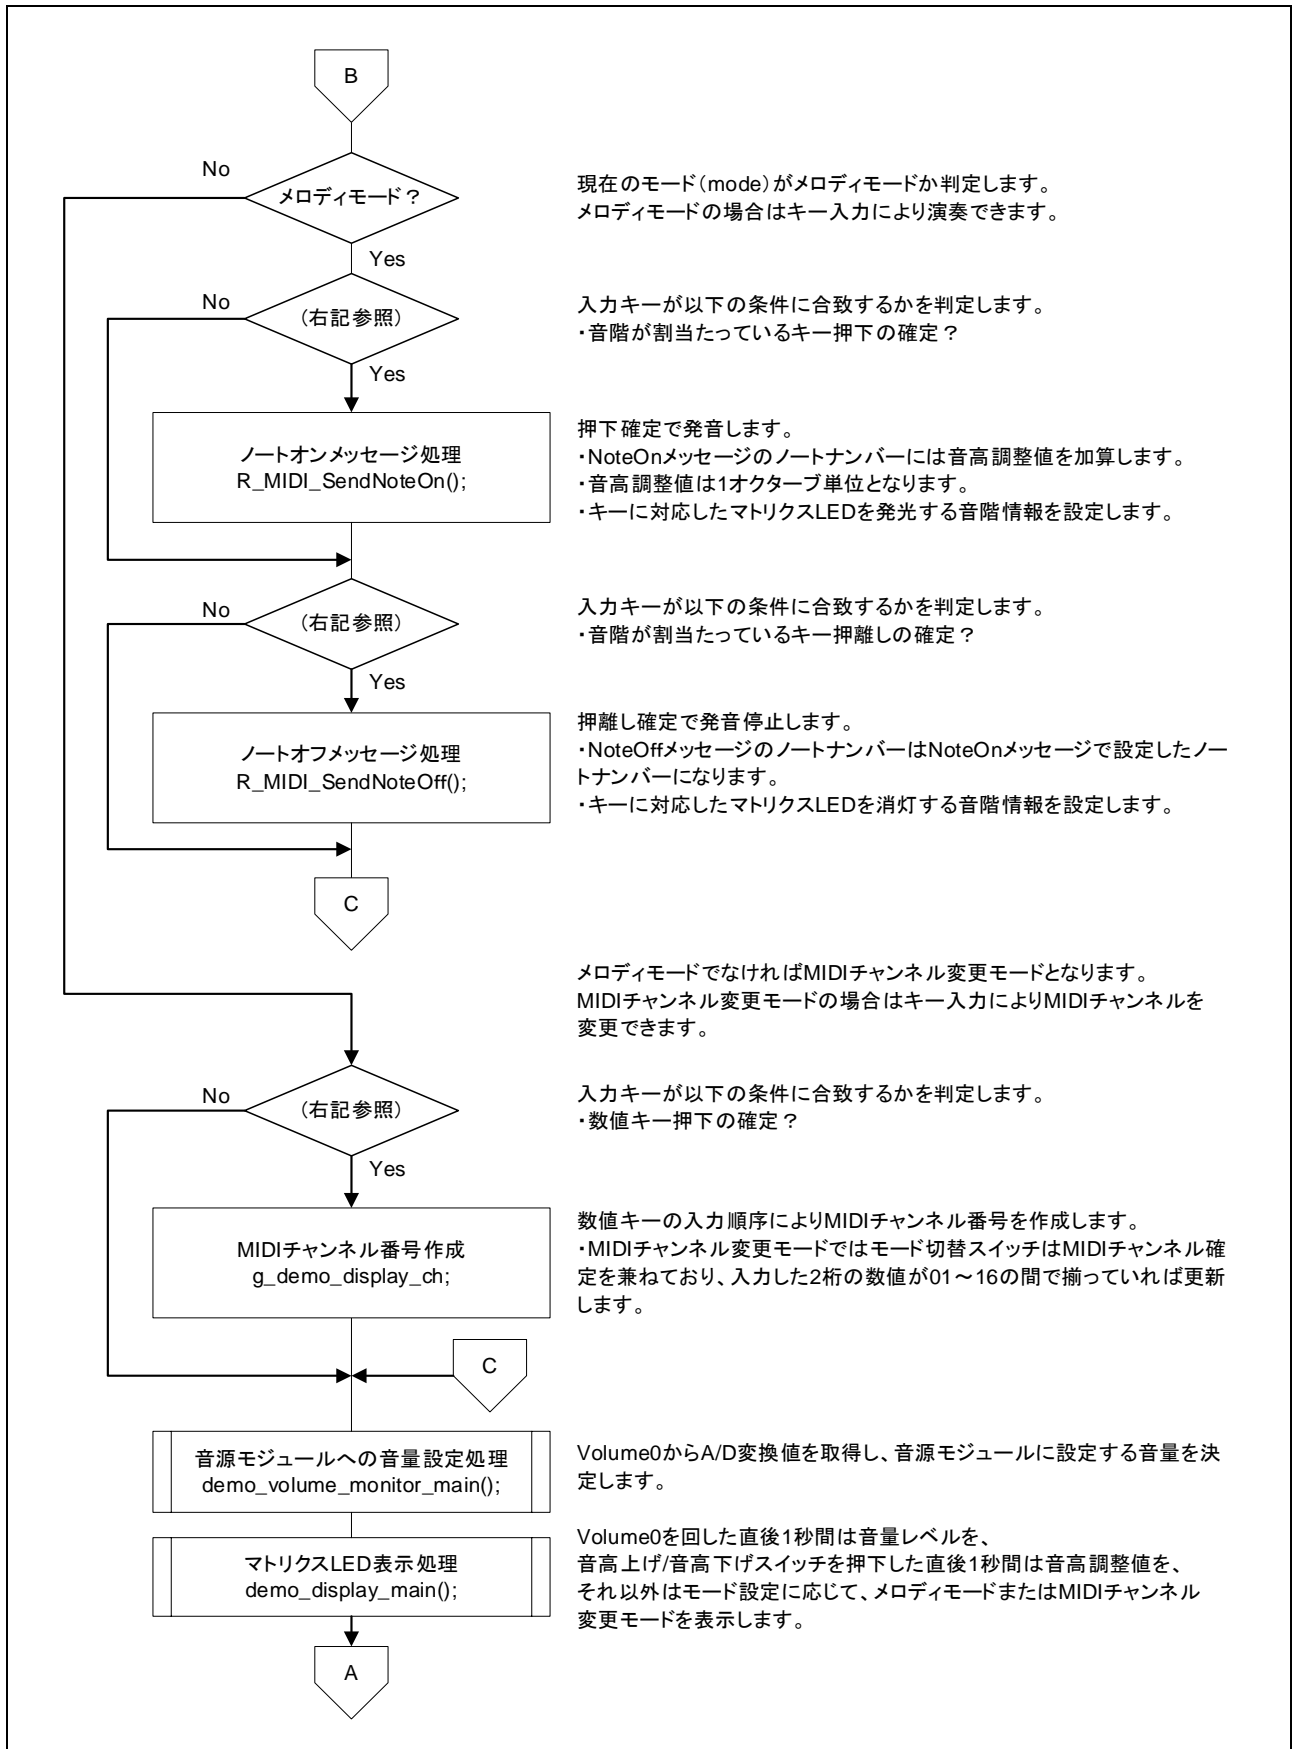 B
No
メロディモード？
現在のモード（mode）がメロディモードか判定します。
メロディモードの場合はキー入力により演奏できます。
Yes
No
（右記参照）
入力キーが以下の条件に合致するかを判定します。
・音階が割当たっているキー押下の確定？
Yes
ノートオンメッセージ処理
R_MIDI_SendNoteOn();
押下確定で発音します。
・NoteOnメッセージのノートナンバーには音高調整値を加算します。
・音高調整値は1オクターブ単位となります。
・キーに対応したマトリクスLEDを発光する音階情報を設定します。
No
（右記参照）
入力キーが以下の条件に合致するかを判定します。
・音階が割当たっているキー押離しの確定？
Yes
ノートオフメッセージ処理
R_MIDI_SendNoteOff();
押離し確定で発音停止します。
・NoteOffメッセージのノートナンバーはNoteOnメッセージで設定したノー
トナンバーになります。
・キーに対応したマトリクスLEDを消灯する音階情報を設定します。
C
メロディモードでなければMIDIチャンネル変更モードとなります。
MIDIチャンネル変更モードの場合はキー入力によりMIDIチャンネルを
変更できます。
No
（右記参照）
入力キーが以下の条件に合致するかを判定します。
・数値キー押下の確定？
Yes
MIDIチャンネル番号作成
g_demo_display_ch;
数値キーの入力順序によりMIDIチャンネル番号を作成します。
・MIDIチャンネル変更モードではモード切替スイッチはMIDIチャンネル確
定を兼ねており、入力した2桁の数値が01～16の間で揃っていれば更新
します。
C
音源モジュールへの音量設定処理
demo_volume_monitor_main();
Volume0からA/D変換値を取得し、音源モジュールに設定する音量を決
定します。
マトリクスLED表示処理
demo_display_main();
Volume0を回した直後1秒間は音量レベルを、
音高上げ/音高下げスイッチを押下した直後1秒間は音高調整値を、
それ以外はモード設定に応じて、メロディモードまたはMIDIチャンネル
変更モードを表示します。
A